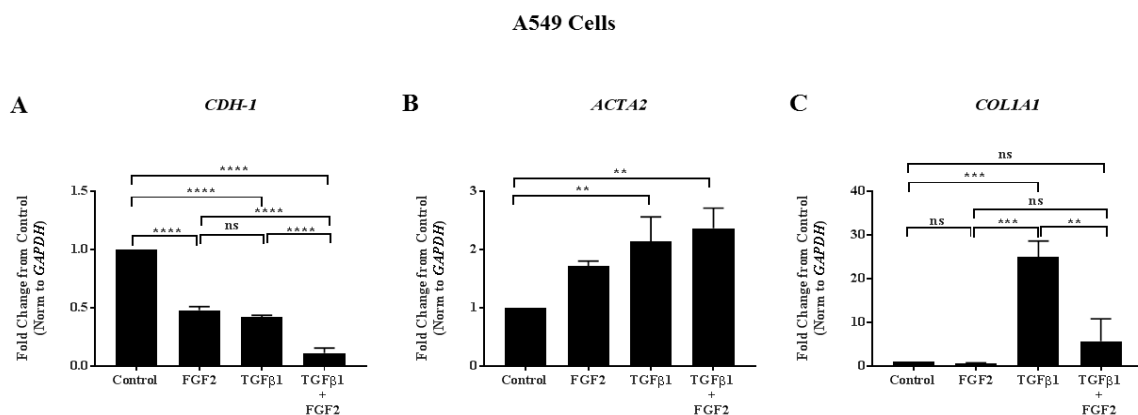 A549 Cells
A
CDH-1
Fold Change from Control
(Norm to GAPDH)
1.5
1.0
0.5
0.0
****
****
****
****
ns
****
Control
FGF2
TGFβ1
TGFβ1
+
FGF2
B
ACTA2
Fold Change from Control
(Norm to GAPDH)
3
2
1
0
**
**
Control
FGF2
TGFβ1
TGFβ1
+
FGF2
C
COL1A1
Fold Change from Control
(Norm to GAPDH)
40
30
20
10
0
ns
***
ns
ns
***
**
Control
FGF2
TGFβ1
TGFβ1
+
FGF2